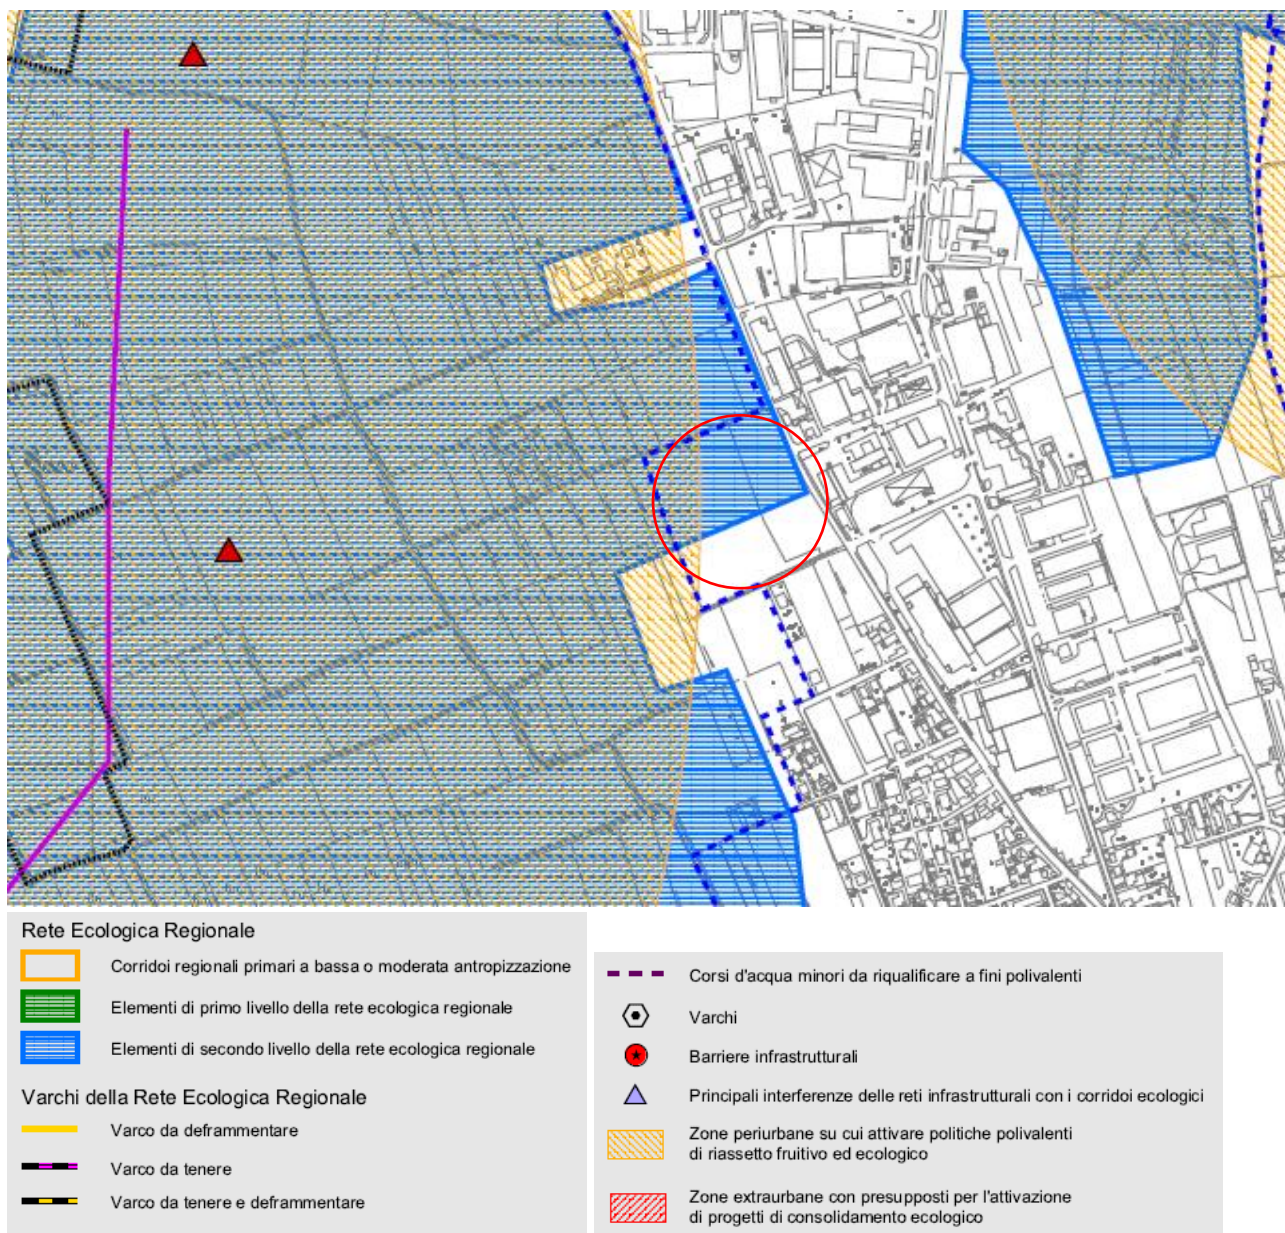 Rete Ecologica Regionale
Corridoi regionali primari a bassa o moderata antropizzazione
Elementi di primo livello della rete ecologica regionale
Elementi di secondo livello della rete ecologica regionale
Varchi della Rete Ecologica Regionale
Varco da deframmentare
Varco da tenere
Varco da tenere e deframmentare
Corsi d'acqua minori da riqualificare a fini polivalenti
Varchi
Barriere infrastrutturali
Principali interferenze delle reti infrastrutturali con i corridoi ecologici
Zone periurbane su cui attivare politiche polivalenti
di riassetto fruitivo ed ecologico
Zone extraurbane con presupposti per l'attivazione
di progetti di consolidamento ecologico